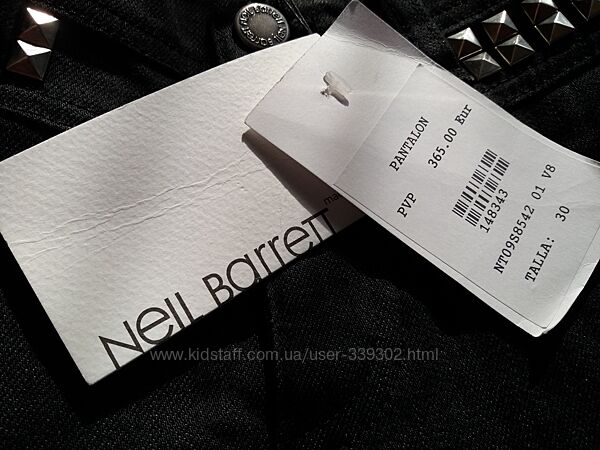 Neil Barrett
PANTALON
PVP 365.00 Eur
148343
NT09S8542 01 V8
TALLA: 30
www.kidstaff.com.ua/user-339302.html